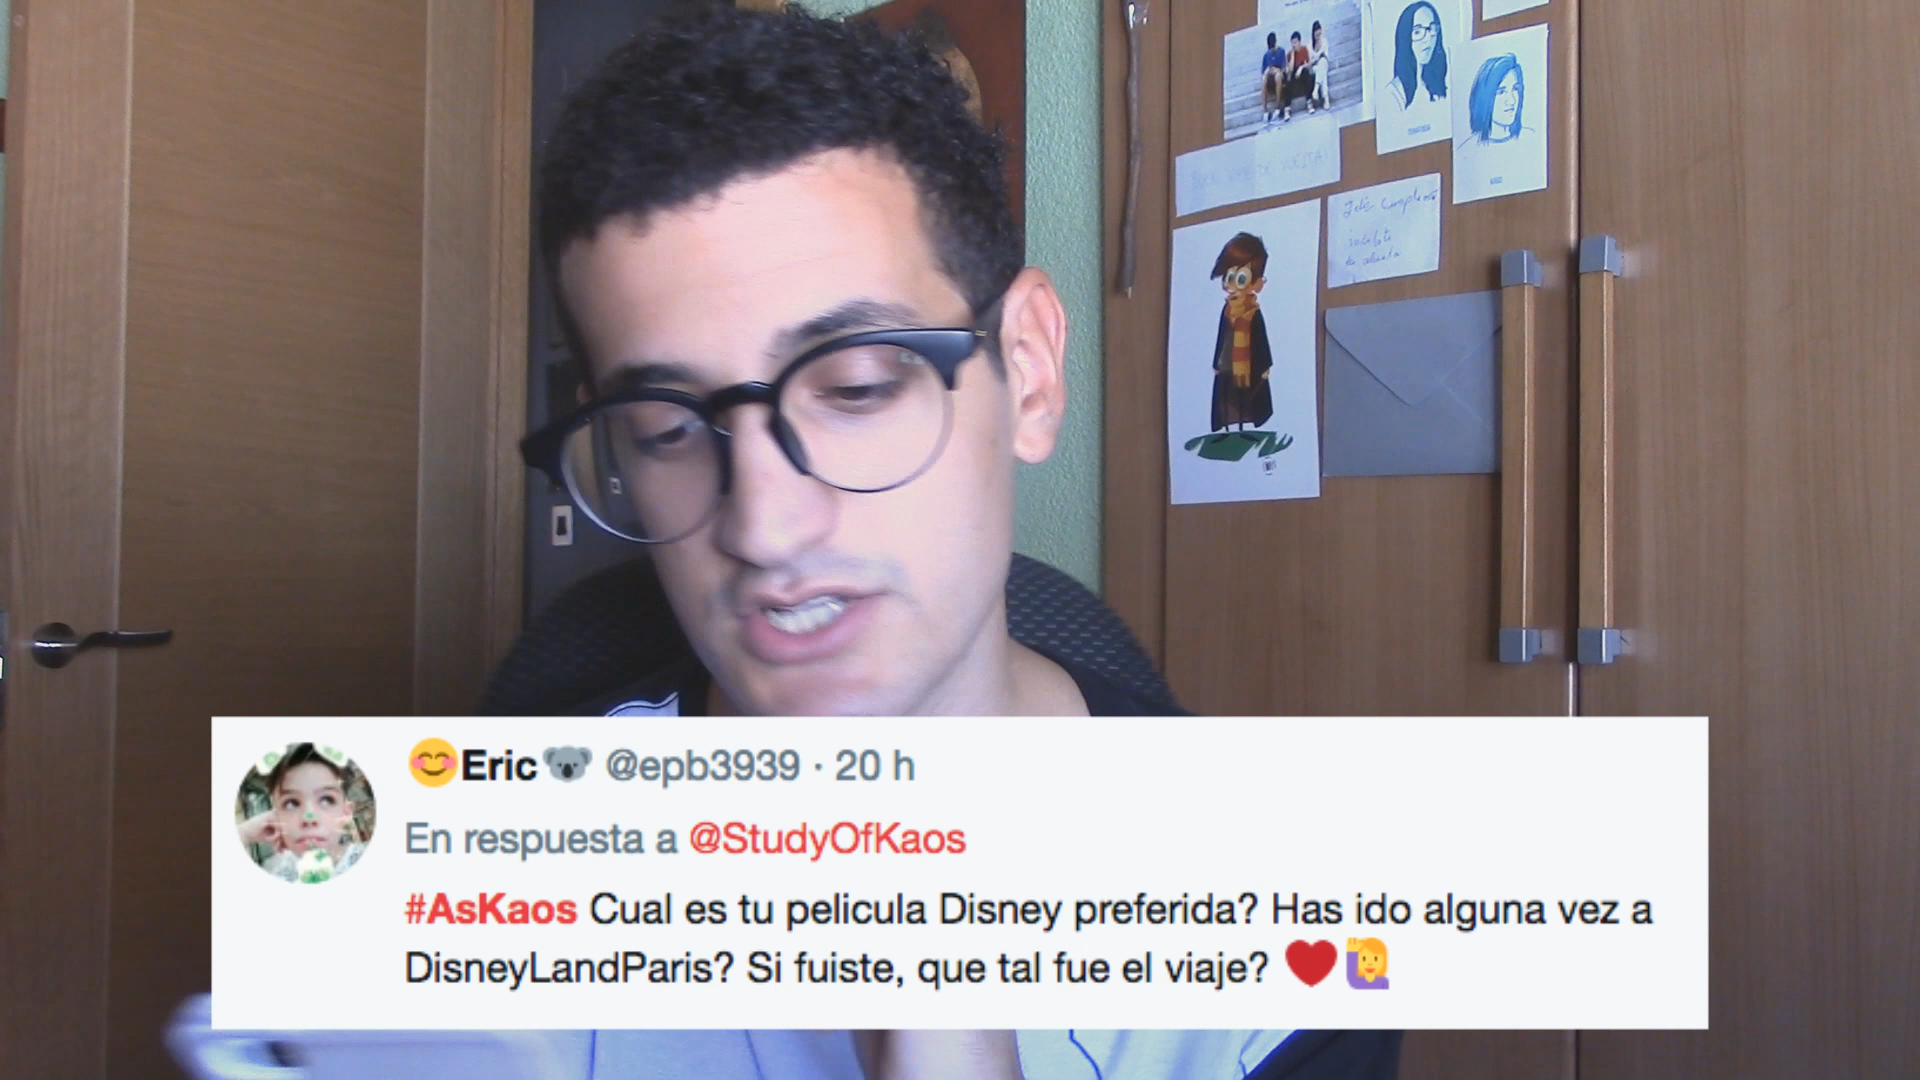 😊Eric🐨 @epb3939 · 20 h
En respuesta a @StudyOfKaos
#AsKaos Cual es tu pelicula Disney preferida? Has ido alguna vez a
DisneyLandParis? Si fuiste, que tal fue el viaje? ❤️🙋‍♀️